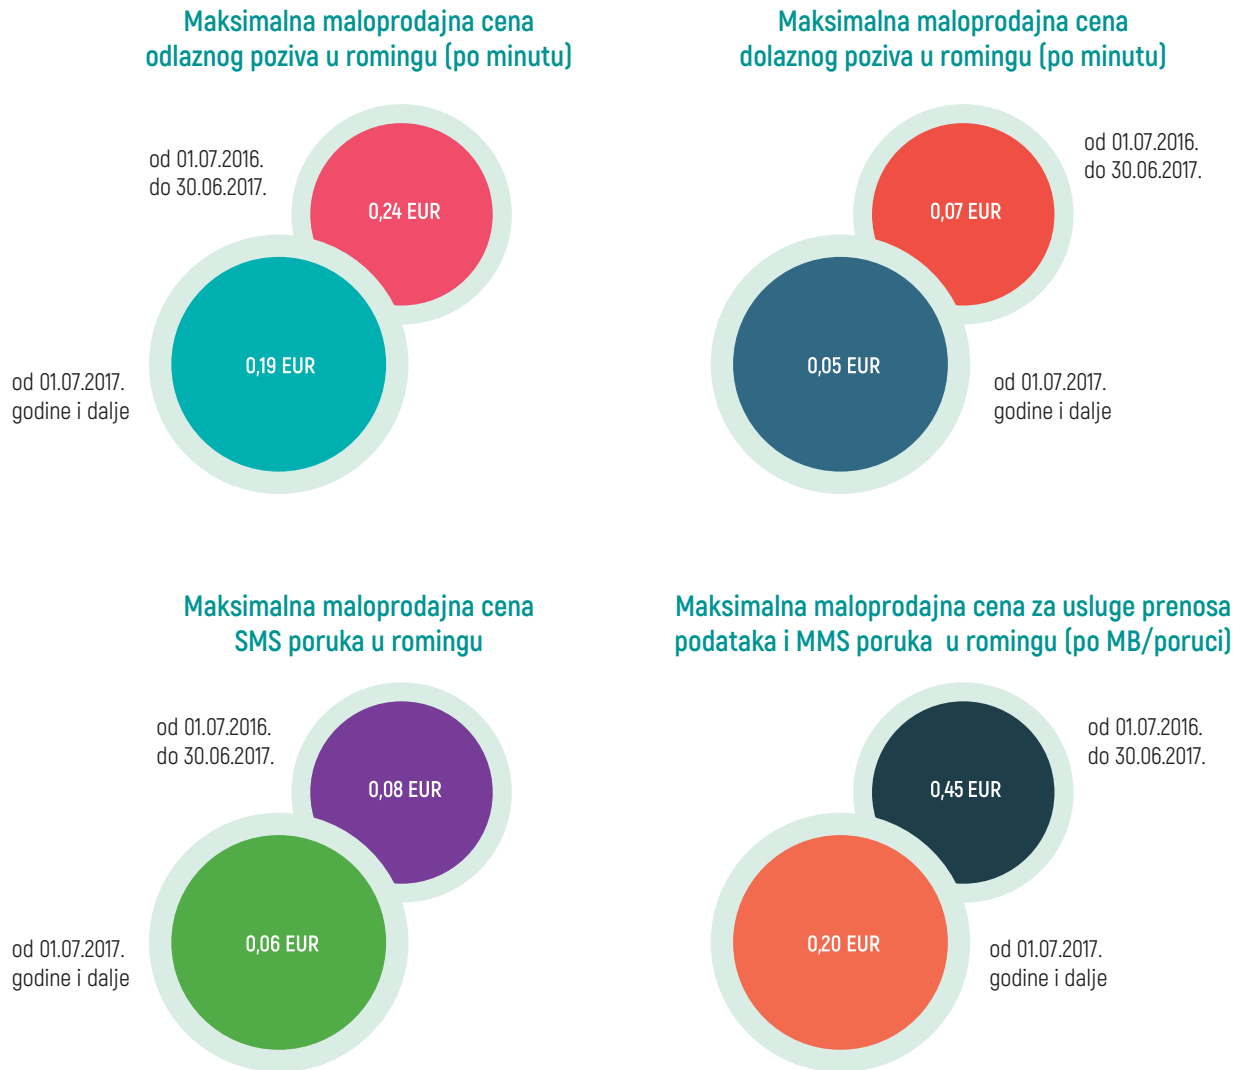 Maksimalna maloprodajna cena
odlaznog poziva u romingu (po minutu)
od 01.07.2016.
do 30.06.2017.
0,24 EUR
0,19 EUR
od 01.07.2017.
godine i dalje
Maksimalna maloprodajna cena
dolaznog poziva u romingu (po minutu)
od 01.07.2016.
do 30.06.2017.
0,07 EUR
0,05 EUR
od 01.07.2017.
godine i dalje
Maksimalna maloprodajna cena
SMS poruka u romingu
od 01.07.2016.
do 30.06.2017.
0,08 EUR
0,06 EUR
od 01.07.2017.
godine i dalje
Maksimalna maloprodajna cena za usluge prenosa
podataka i MMS poruka  u romingu (po MB/poruci)
od 01.07.2016.
do 30.06.2017.
0,45 EUR
0,20 EUR
od 01.07.2017.
godine i dalje